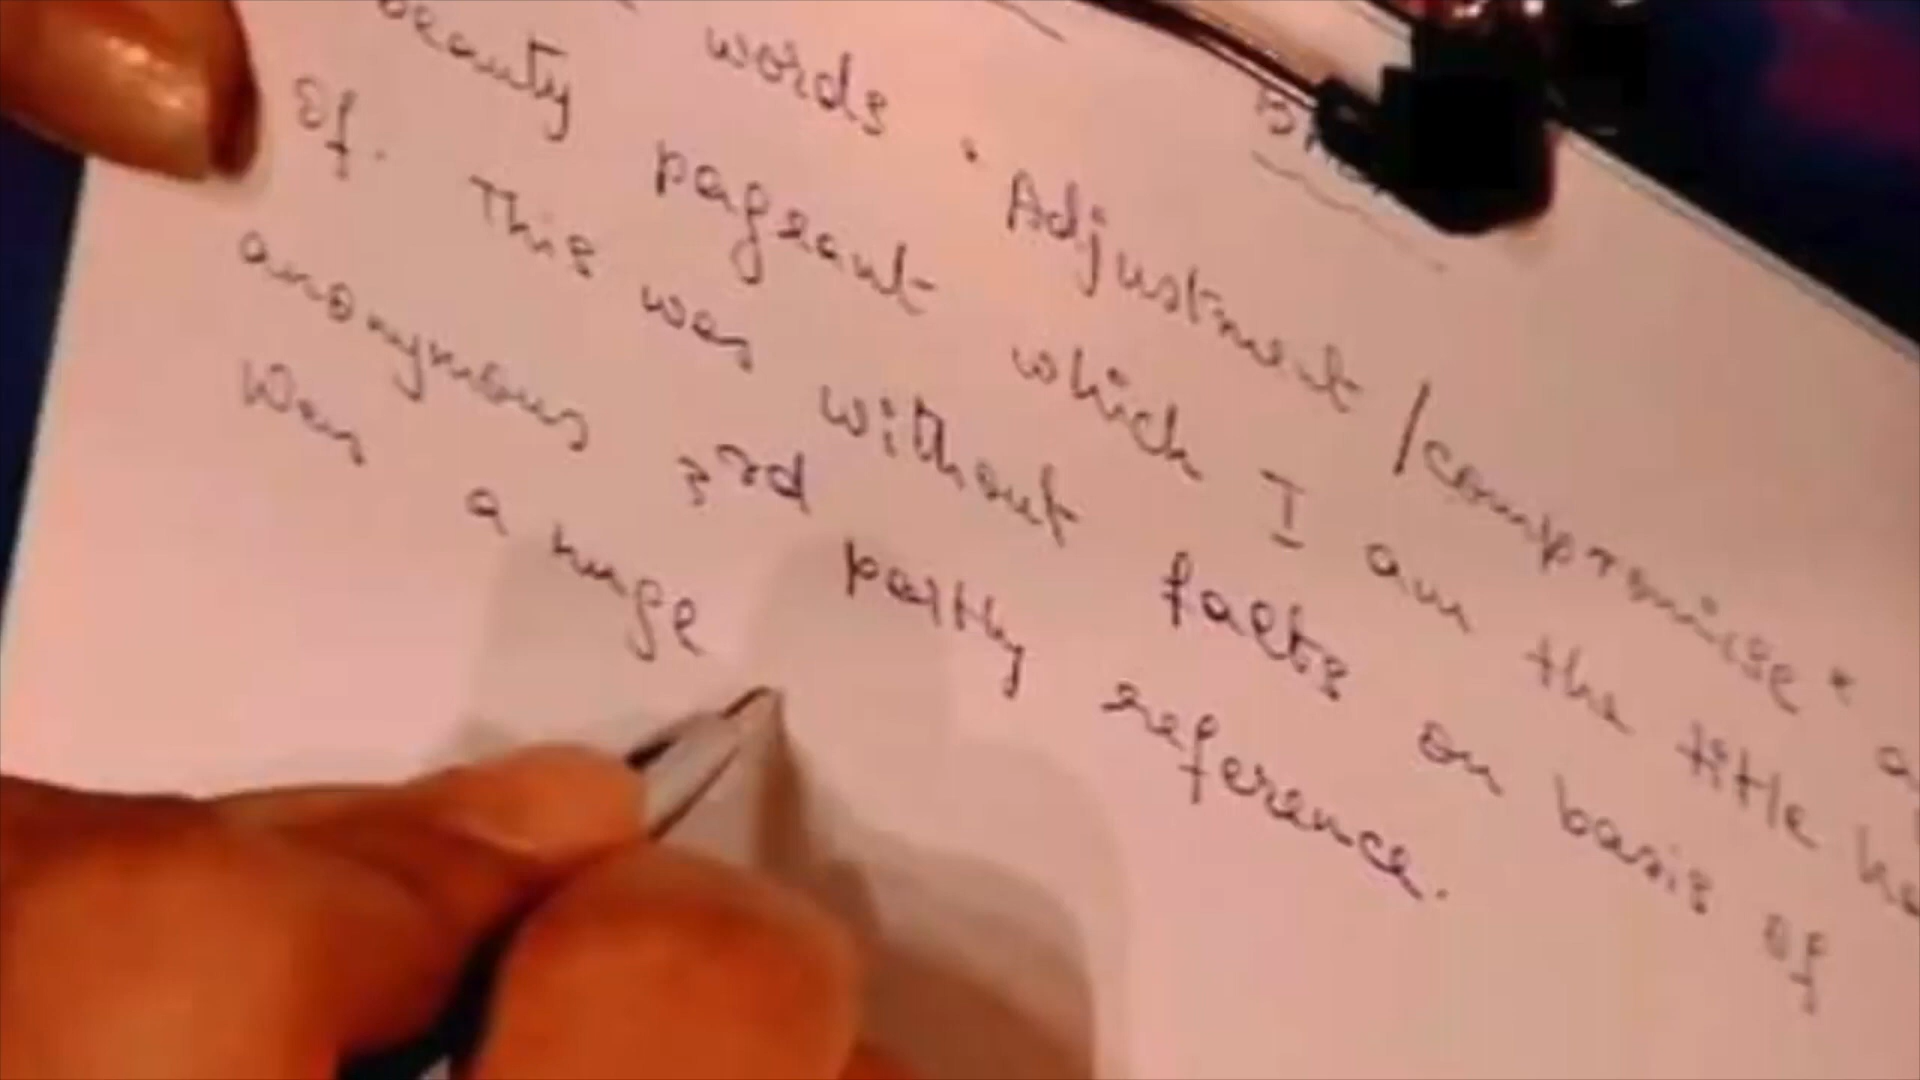 words "Adjustment / compromise"
beauty pageant which I am the title
of. This was without facts on basis of
anonymous 3rd party reference.
Was a huge